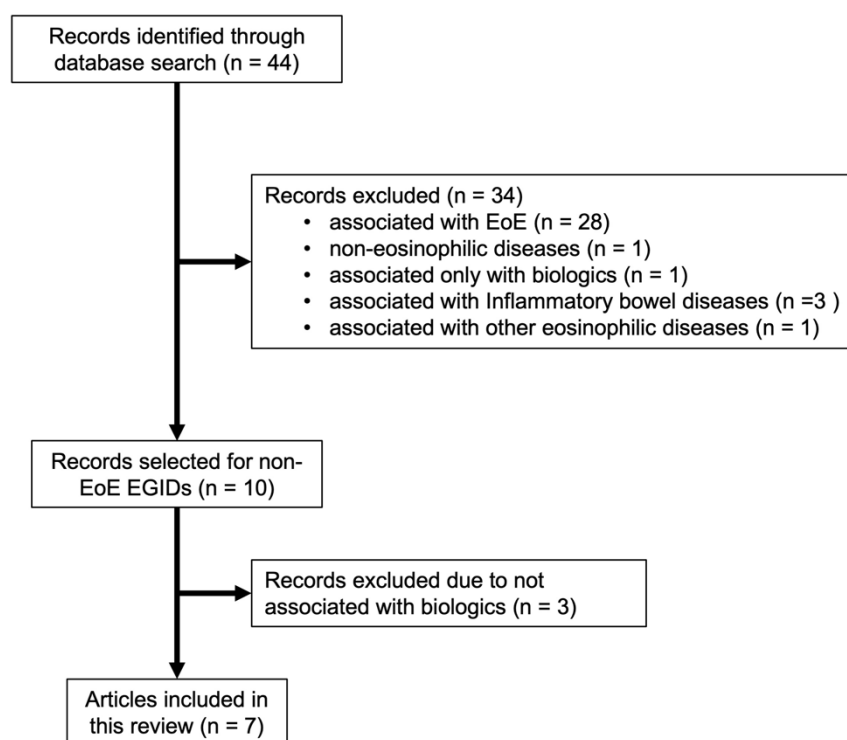 Records identified through
database search (n = 44)
Records excluded (n = 34)
• associated with EoE (n = 28)
• non-eosinophilic diseases (n = 1)
• associated only with biologics (n = 1)
• associated with Inflammatory bowel diseases (n =3 )
• associated with other eosinophilic diseases (n = 1)
Records selected for non-
EoE EGIDs (n = 10)
Records excluded due to not
associated with biologics (n = 3)
Articles included in
this review (n = 7)